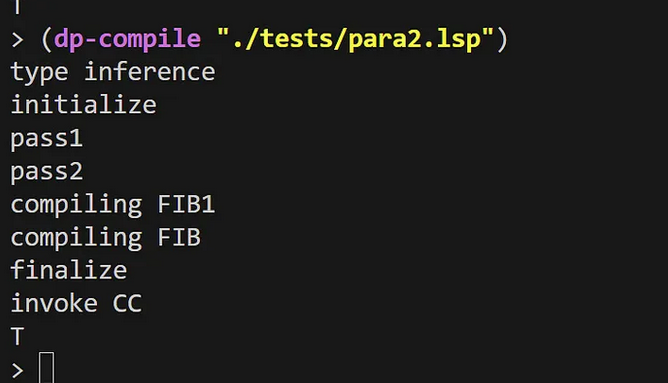 T
> (dp-compile "./tests/para2.lsp")
type inference
initialize
pass1
pass2
compiling FIB1
compiling FIB
finalize
invoke CC
T
>